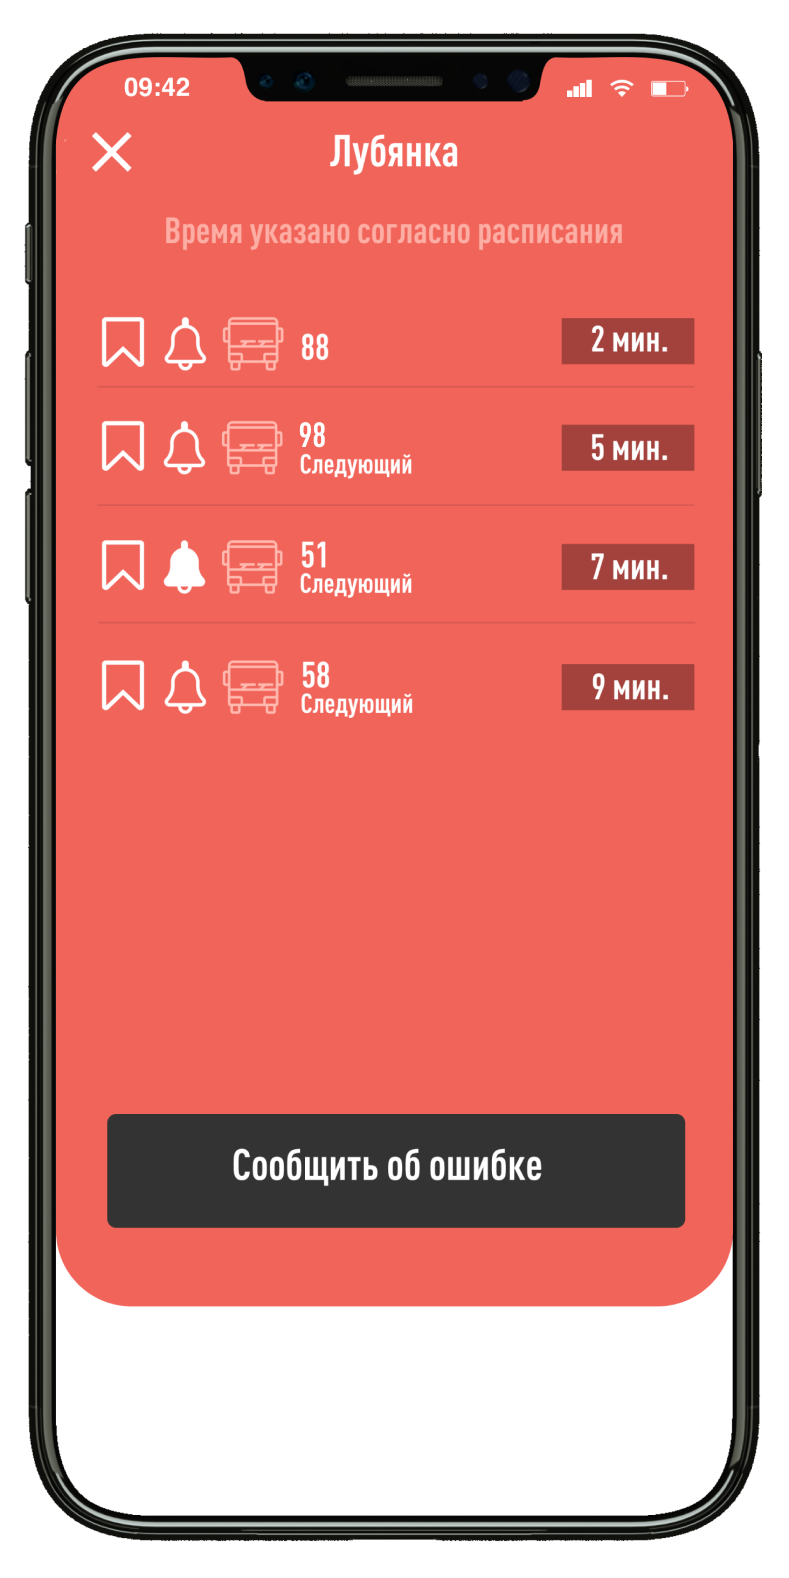 09:42
Лубянка
Время указано согласно расписания
88
2 мин.
98
Следующий
5 мин.
51
Следующий
7 мин.
58
Следующий
9 мин.
Сообщить об ошибке